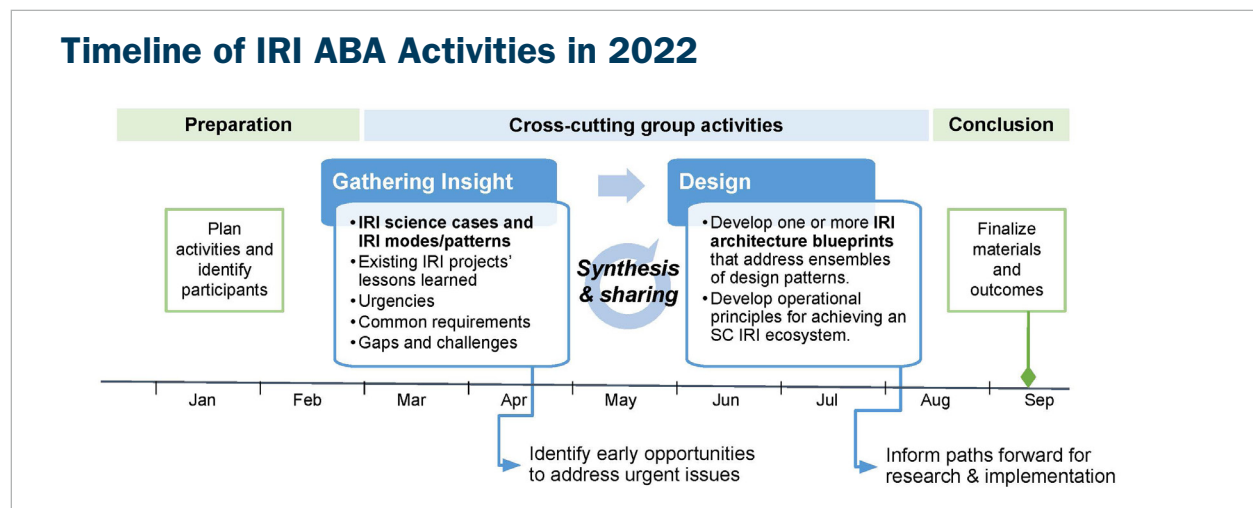 Timeline of IRI ABA Activities in 2022
Preparation
Cross-cutting group activities
Conclusion
Plan
activities and
identify
participants
Gathering Insight
•IRI science cases and
IRI modes/patterns
•Existing IRI projects'
lessons learned
•Urgencies
•Common requirements
•Gaps and challenges
Synthesis
& sharing
Design
•Develop one or more IRI
architecture blueprints
that address ensembles
of design patterns.
•Develop operational
principles for achieving an
SC IRI ecosystem.
Finalize
materials
and
outcomes
Jan Feb Mar Apr May Jun Jul Aug Sep
Identify early opportunities
to address urgent issues
Inform paths forward for
research & implementation